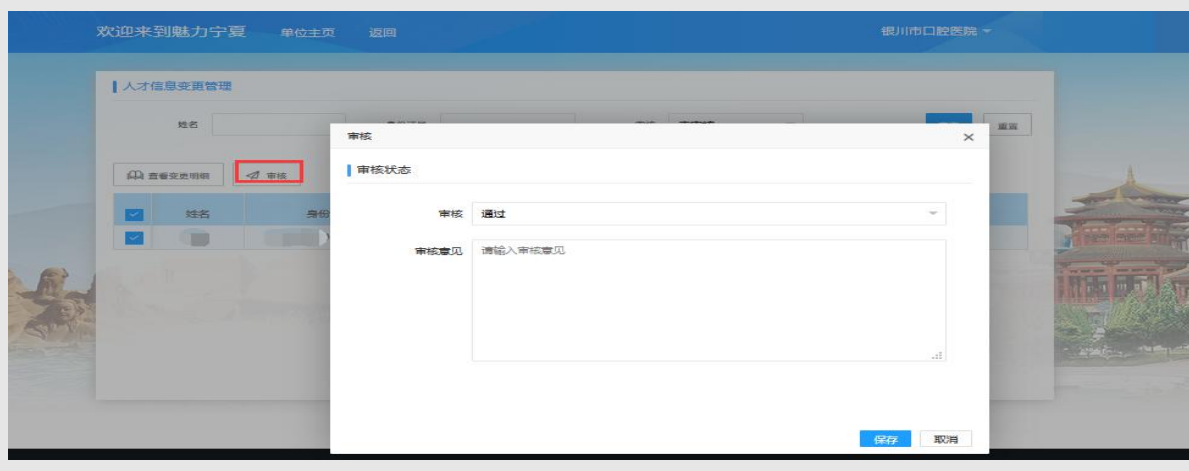 欢迎来到魅力宁夏 单位主页 返回 银川市口腔医院
人才信息变更管理
姓名 重置
审核
查看变更明细 审核
审核状态
姓名 身份
审核 通过
审核意见 请输入审核意见
保存 取消